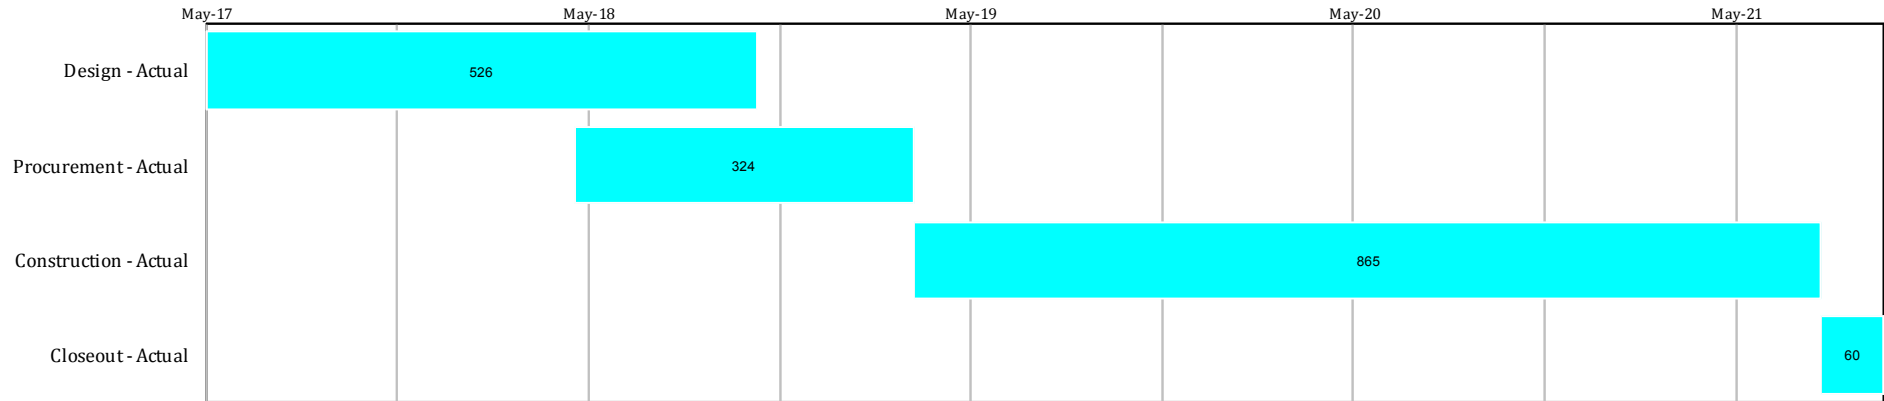 May-17 May-18 May-19 May-20 May-21
Design - Actual 526
Procurement - Actual 324
Construction - Actual 865
Closeout - Actual 60